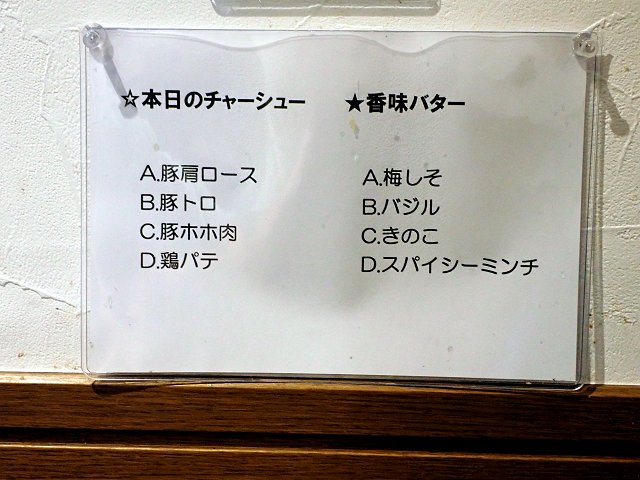 ☆本日のチャーシュー
A.豚肩ロース
B.豚トロ
C.豚ホホ肉
D.鶏パテ
★香味バター
A.梅しそ
B.バジル
C.きのこ
D.スパイシーミンチ